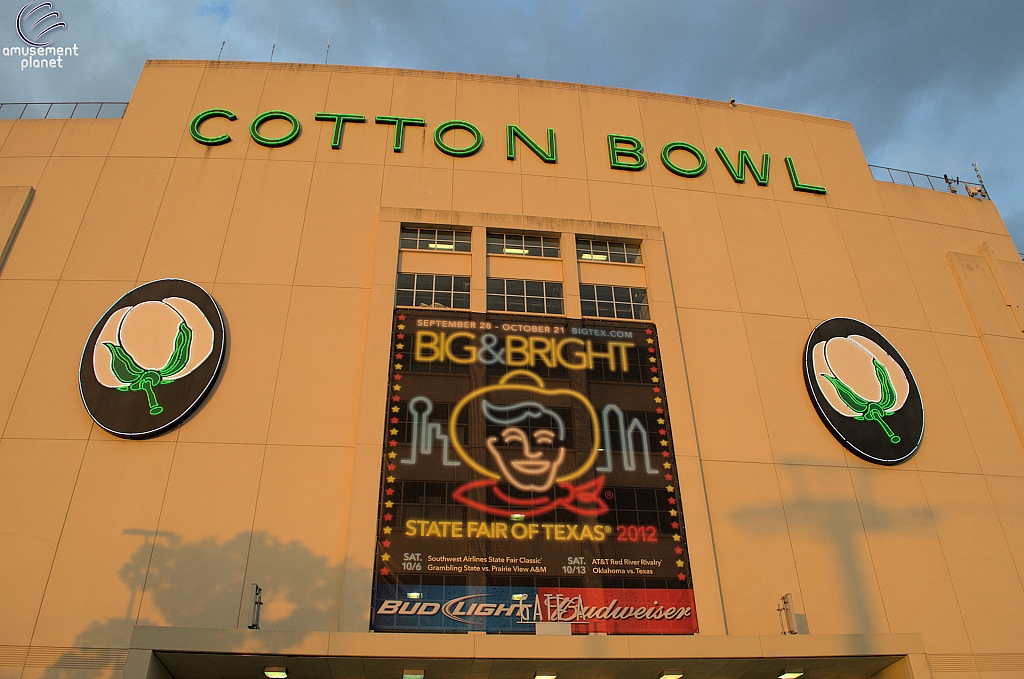 amusement
planet
COTTON BOWL
SEPTEMBER 28 - OCTOBER 21 BIGTEX.COM
BIG&BRIGHT
®
STATE FAIR OF TEXAS® 2012
SAT. 10/6
Southwest Airlines State Fair Classic
Grambling State vs. Prairie View A&M
SAT. 10/13
AT&T Red River Rivalry
Oklahoma vs. Texas
BUD LIGHT
Budweiser